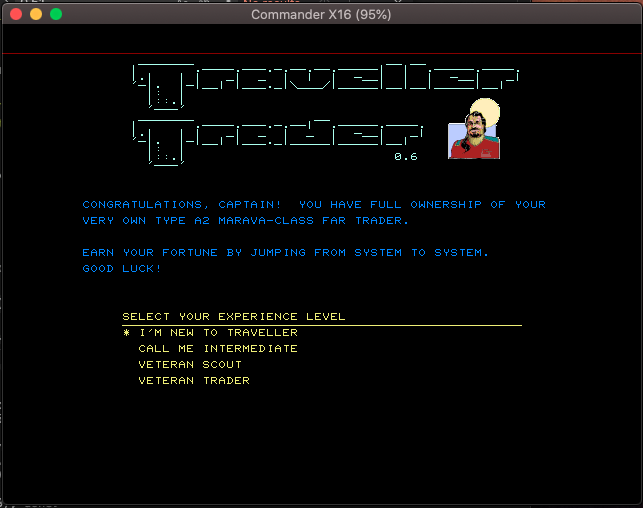 Commander X16 (95%)
Traveller
Trader
0.6
CONGRATULATIONS, CAPTAIN!  YOU HAVE FULL OWNERSHIP OF YOUR
VERY OWN TYPE A2 MARAVA-CLASS FAR TRADER.
EARN YOUR FORTUNE BY JUMPING FROM SYSTEM TO SYSTEM.
GOOD LUCK!
SELECT YOUR EXPERIENCE LEVEL
* I'M NEW TO TRAVELLER
CALL ME INTERMEDIATE
VETERAN SCOUT
VETERAN TRADER